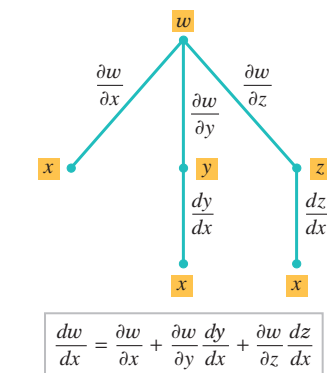 w
∂w/∂x
∂w/∂y
∂w/∂z
x
y
z
dy/dx
dz/dx
x
x
dw/dx = ∂w/∂x + ∂w/∂y dy/dx + ∂w/∂z dz/dx